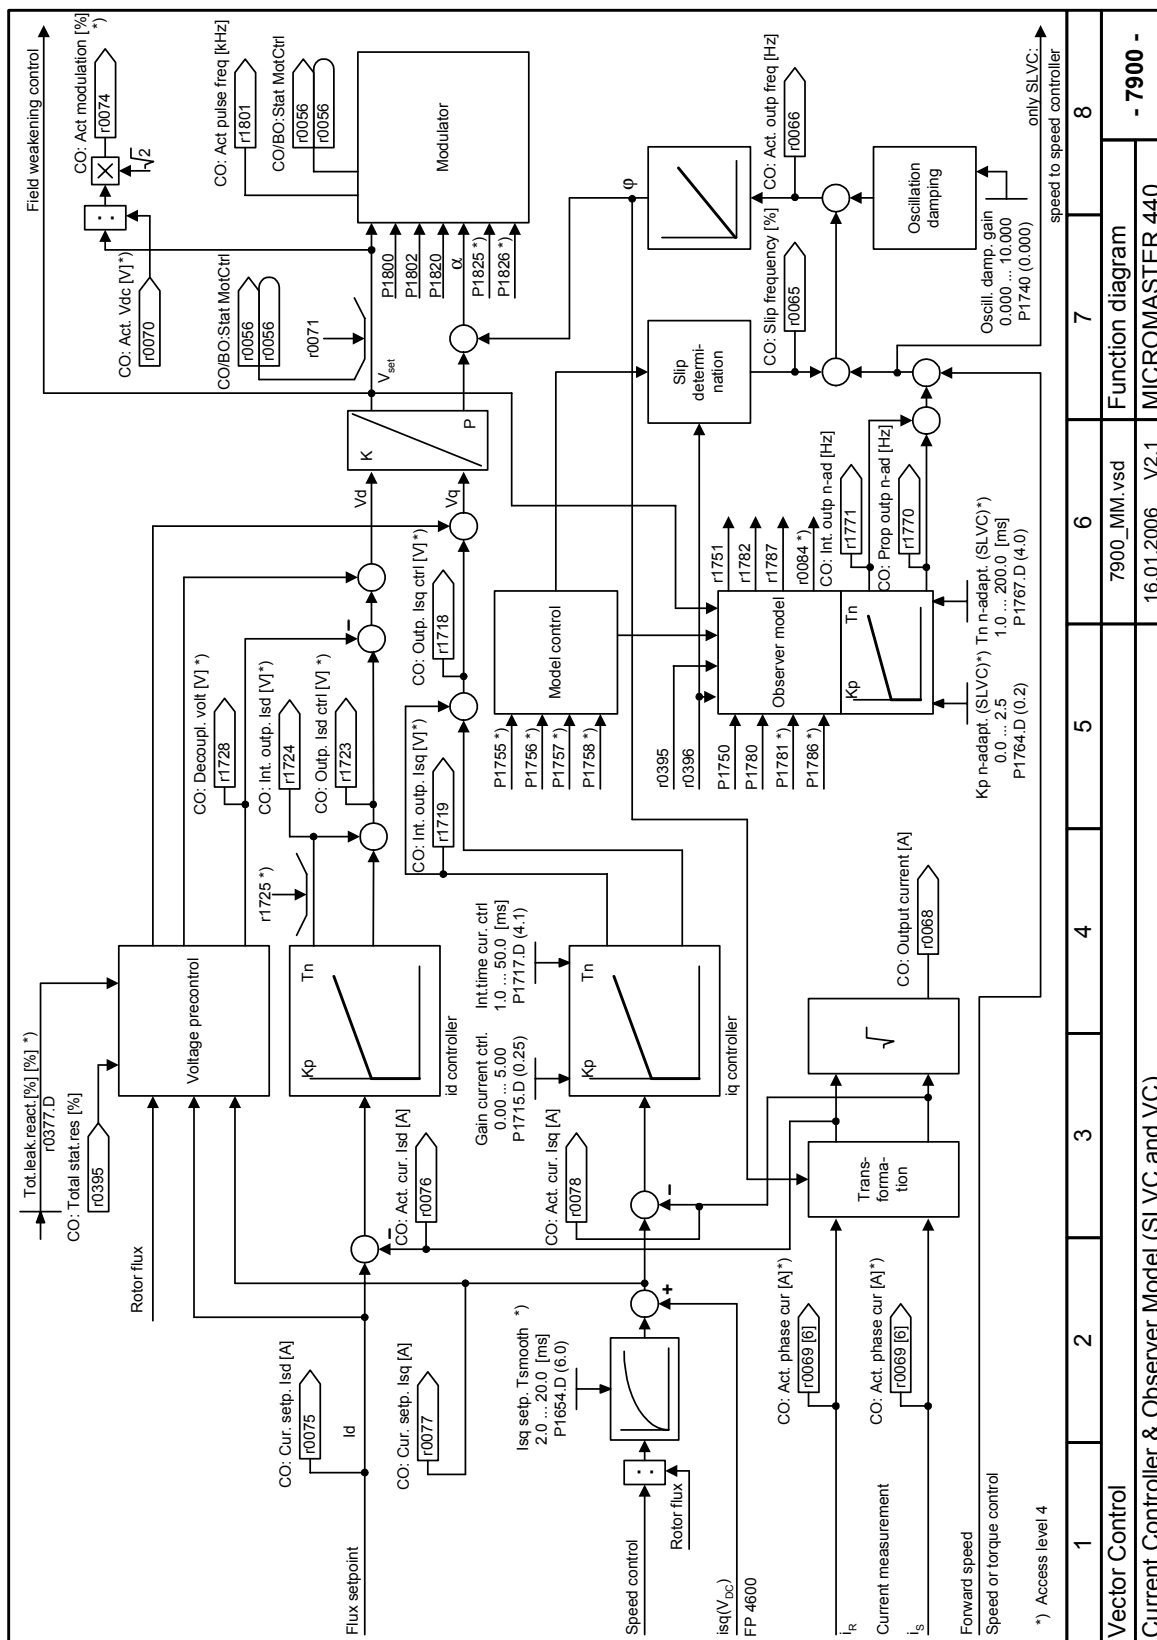 Field weakening control
CO: Act modulation [%]
*)
r0074
√2
CO: Act. Vdc [V]*)
r0070
CO: Act pulse freq [kHz]
r1801
CO/BO:Stat MotCtrl
r0056
r0056
Modulator
P1800
P1802
P1820
α
P1825 *)
P1826 *)
CO/BO:Stat MotCtrl
r0056
r0056
r0071
Vset
K
P
Vd
Vq
Tot.leak.react.[%] [%] *)
r0377.D
CO: Total stat.res [%]
r0395
Rotor flux
Voltage precontrol
CO: Decoupl. volt [V] *)
r1728
CO: Int. outp. Isd [V]*)
r1724
CO: Outp. Isd ctrl [V] *)
r1723
r1725 *)
Kp
Tn
id controller
CO: Cur. setp. Isd [A]
r0075
Flux setpoint
Id
CO: Cur. setp. Isq [A]
r0077
CO: Act. cur. Isd [A]
r0076
Gain current ctrl.
0.00 ... 5.00
P1715.D (0.25)
Int.time cur. ctrl
1.0 ... 50.0 [ms]
P1717.D (4.1)
CO: Int. outp. Isq [V]*)
r1719
CO: Outp. Isq ctrl [V] *)
r1718
Isq setp. Tsmooth *)
2.0 ... 20.0 [ms]
P1654.D (6.0)
CO: Act. cur. Isq [A]
r0078
Kp
Tn
iq controller
Speed control
Rotor flux
isq(VDC)
FP 4600
+
P1755 *)
P1756 *)
P1757 *)
P1758 *)
Model control
r0395
r0396
P1750
P1780
P1781 *)
P1786 *)
Observer model
Kp
Tn
r1751
r1782
r1787
r0084 *)
Slip
determi-
nation
CO: Int. outp n-ad [Hz]
r1771
CO: Prop outp n-ad [Hz]
r1770
Kp n-adapt. (SLVC)*)
0.0 ... 2.5
P1764.D (0.2)
Tn n-adapt. (SLVC)*)
1.0 ... 200.0 [ms]
P1767.D (4.0)
CO: Slip frequency [%]
r0065
φ
CO: Act. outp freq [Hz]
r0066
Oscillation
damping
Oscill. damp. gain
0.000 ... 10.000
P1740 (0.000)
iR
Current measurement
iS
CO: Act. phase cur [A]*)
r0069 [6]
CO: Act. phase cur [A]*)
r0069 [6]
Trans-
forma-
tion
√
CO: Output current [A]
r0068
Forward speed
Speed or torque control
only SLVC:
speed to speed controller
*) Access level 4
1
2
3
4
5
6
7
8
Vector Control
7900_MM.vsd
Function diagram
- 7900 -
Current Controller & Observer Model (SLVC and VC)
16.01.2006
V2.1
MICROMASTER 440